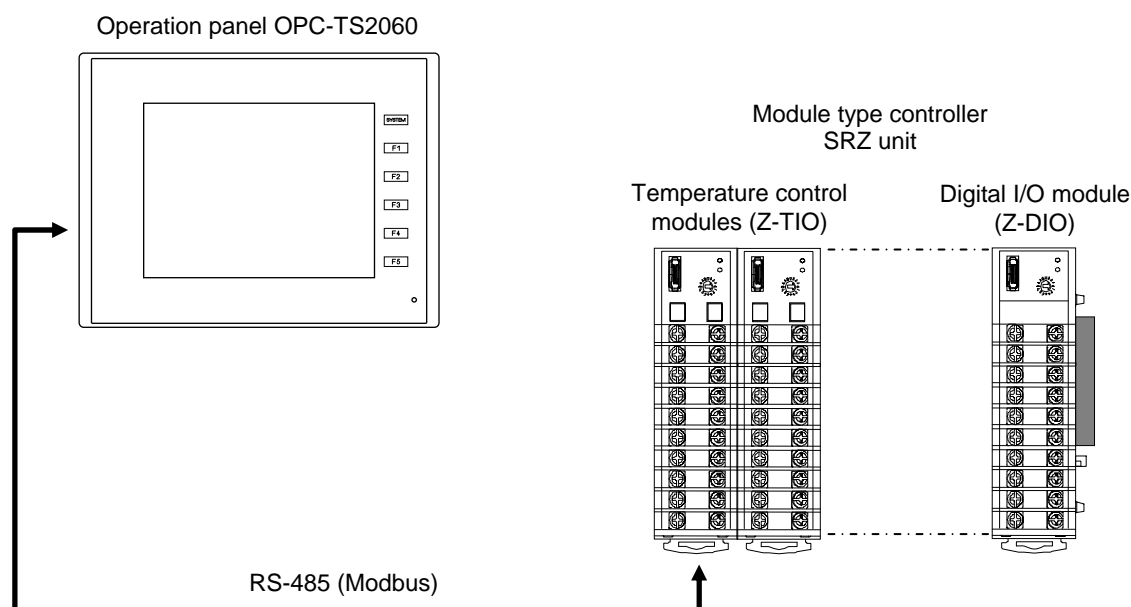 Operation panel OPC-TS2060
SYSTEM
F1
F2
F3
F4
F5
Module type controller
SRZ unit
Temperature control
modules (Z-TIO)
Digital I/O module
(Z-DIO)
RS-485 (Modbus)